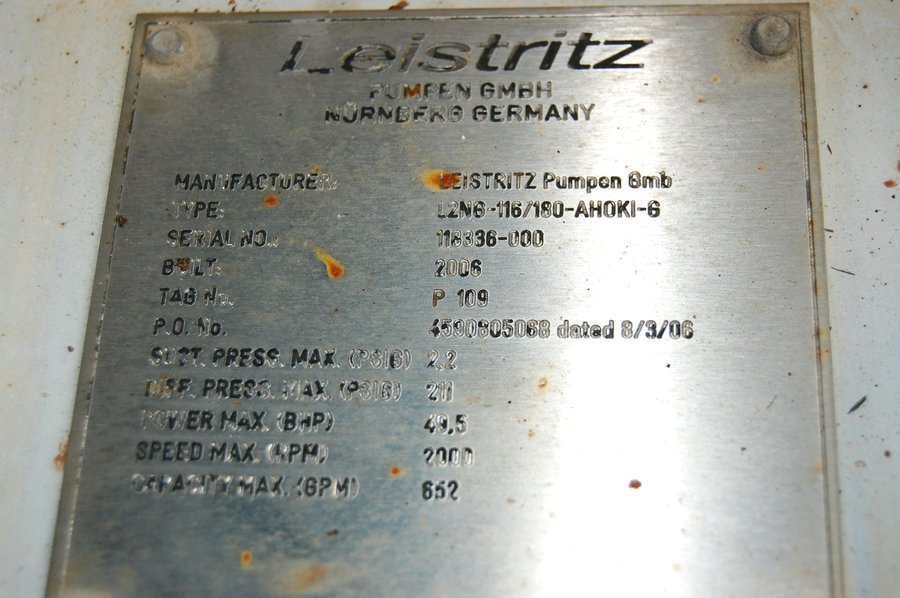 Leistritz
PUMPEN GMBH
NÜRNBERG GERMANY
MANUFACTURER: LEISTRITZ Pumpen Gmb
TYPE: L2NG-116/180-AHOKI-G
SERIAL NO.: 118336-000
BUILT: 2006
TAG No. P 109
P.O. No. 4590805068 dated 8/3/06
SUCT. PRESS. MAX. (PSIG) 2,2
DIFF. PRESS. MAX. (PSIG) 211
POWER MAX. (BHP) 49,5
SPEED MAX. (RPM) 2000
CAPACITY MAX. (GPM) 652